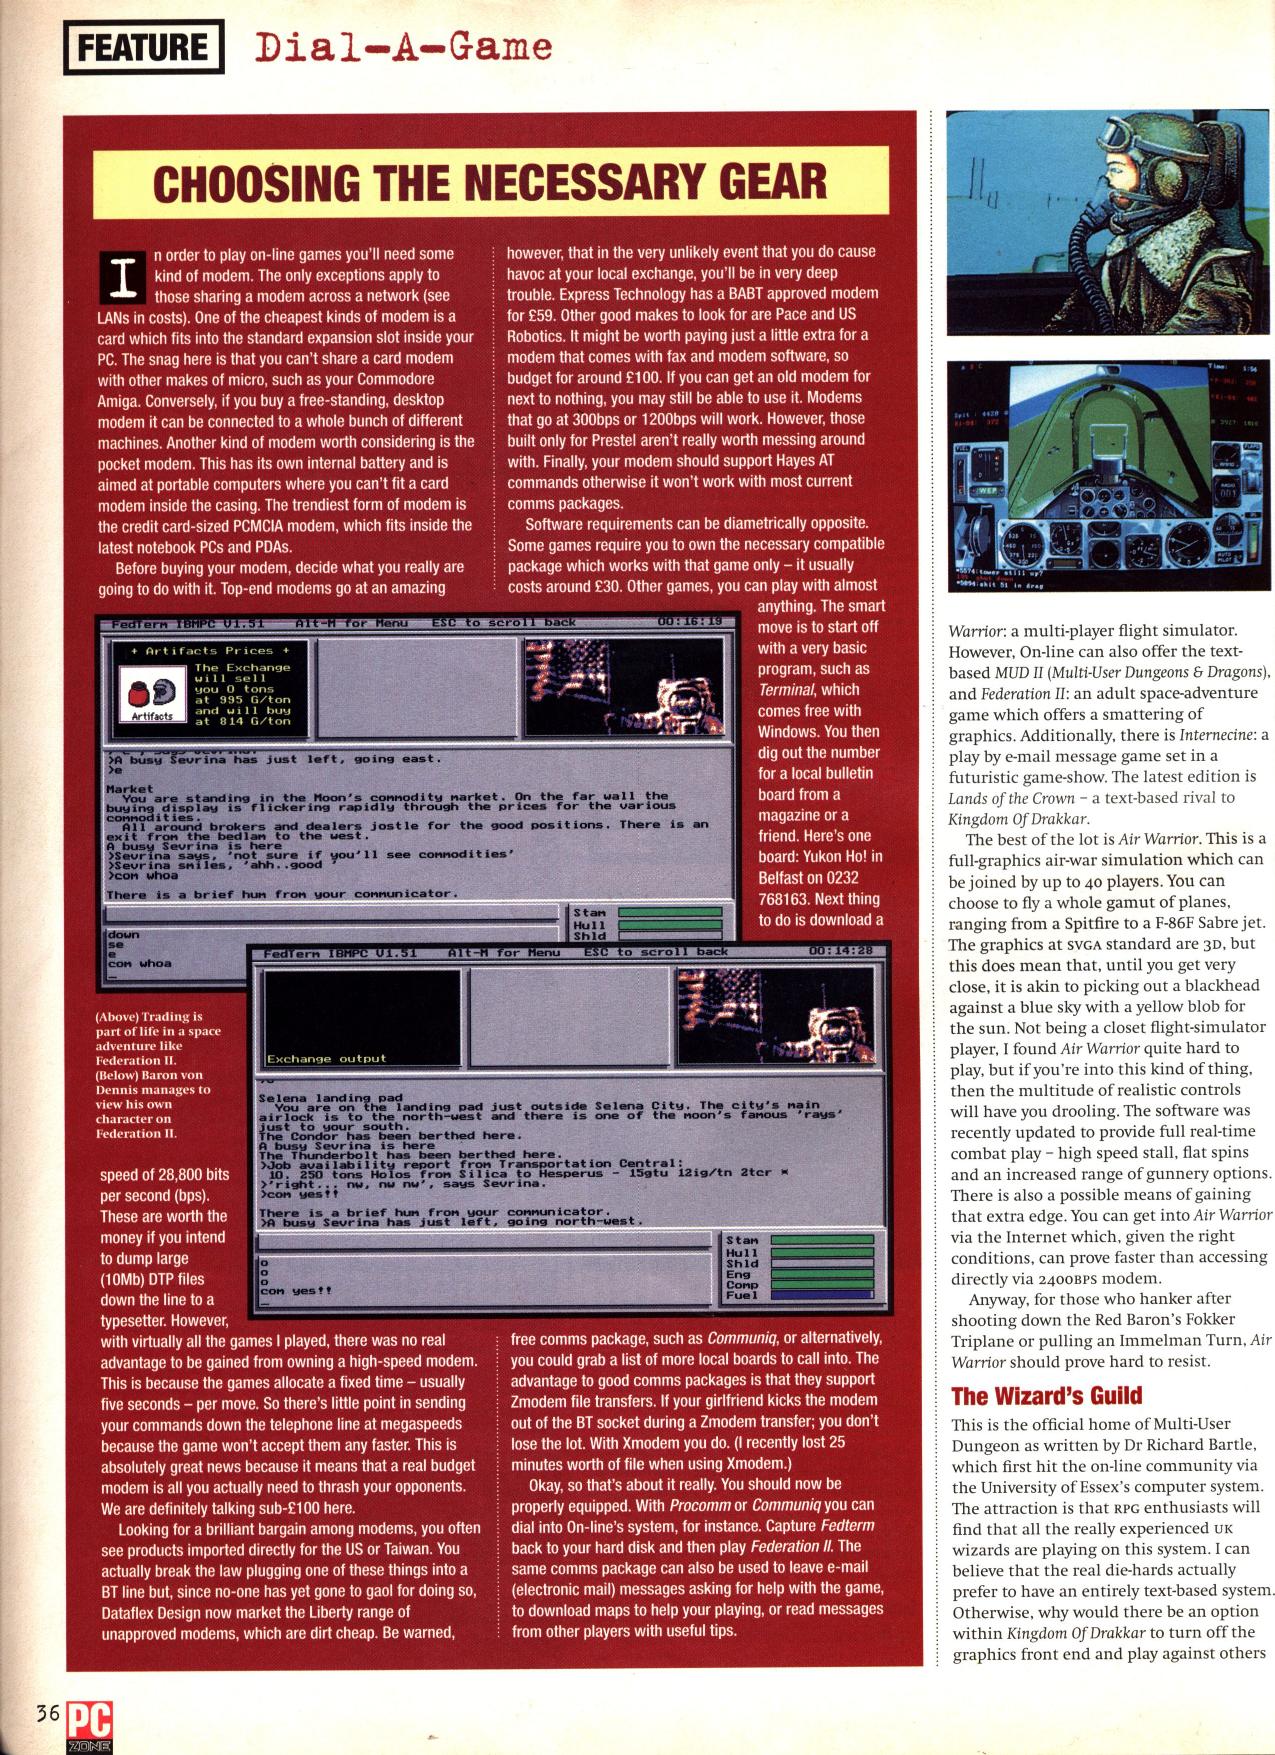 FEATURE
Dial-A-Game
CHOOSING THE NECESSARY GEAR
In order to play on-line games you'll need some
kind of modem. The only exceptions apply to
those sharing a modem across a network (see
LANs in costs). One of the cheapest kinds of modem is a
card which fits into the standard expansion slot inside your
PC. The snag here is that you can't share a card modem
with other makes of micro, such as your Commodore
Amiga. Conversely, if you buy a free-standing, desktop
modem it can be connected to a whole bunch of different
machines. Another kind of modem worth considering is the
pocket modem. This has its own internal battery and is
aimed at portable computers where you can't fit a card
modem inside the casing. The trendiest form of modem is
the credit card-sized PCMCIA modem, which fits inside the
latest notebook PCs and PDAs.
Before buying your modem, decide what you really are
going to do with it. Top-end modems go at an amazing
speed of 28,800 bits
per second (bps).
These are worth the
money if you intend
to dump large
(10Mb) DTP files
down the line to a
typesetter. However,
with virtually all the games I played, there was no real
advantage to be gained from owning a high-speed modem.
This is because the games allocate a fixed time – usually
five seconds – per move. So there's little point in sending
your commands down the telephone line at megaspeeds
because the game won't accept them any faster. This is
absolutely great news because it means that a real budget
modem is all you actually need to thrash your opponents.
We are definitely talking sub-£100 here.
Looking for a brilliant bargain among modems, you often
see products imported directly for the US or Taiwan. You
actually break the law plugging one of these things into a
BT line but, since no-one has yet gone to gaol for doing so,
Dataflex Design now market the Liberty range of
unapproved modems, which are dirt cheap. Be warned,
however, that in the very unlikely event that you do cause
havoc at your local exchange, you'll be in very deep
trouble. Express Technology has a BABT approved modem
for £59. Other good makes to look for are Pace and US
Robotics. It might be worth paying just a little extra for a
modem that comes with fax and modem software, so
budget for around £100. If you can get an old modem for
next to nothing, you may still be able to use it. Modems
that go at 300bps or 1200bps will work. However, those
built only for Prestel aren't really worth messing around
with. Finally, your modem should support Hayes AT
commands otherwise it won't work with most current
comms packages.
Software requirements can be diametrically opposite.
Some games require you to own the necessary compatible
package which works with that game only – it usually
costs around £30. Other games, you can play with almost
anything. The smart
move is to start off
with a very basic
program, such as
Terminal, which
comes free with
Windows. You then
dig out the number
for a local bulletin
board from a
magazine or a
friend. Here's one
board: Yukon Ho! in
Belfast on 0232
768163. Next thing
to do is download a
free comms package, such as Communiq, or alternatively,
you could grab a list of more local boards to call into. The
advantage to good comms packages is that they support
Zmodem file transfers. If your girlfriend kicks the modem
out of the BT socket during a Zmodem transfer; you don't
lose the lot. With Xmodem you do. (I recently lost 25
minutes worth of file when using Xmodem.)
Okay, so that's about it really. You should now be
properly equipped. With Procomm or Communiq you can
dial into On-line's system, for instance. Capture Fedterm
back to your hard disk and then play Federation II. The
same comms package can also be used to leave e-mail
(electronic mail) messages asking for help with the game,
to download maps to help your playing, or read messages
from other players with useful tips.
FedTerm IBMPC V1.51 Alt-M for Menu ESC to scroll back 00:16:19
+ Artifacts Prices +
The Exchange
will sell
you 0 tons
at 995 G/ton
and will buy
at 814 G/ton
Artifacts
>A busy Sevrina has just left, going east.
>e
Market
You are standing in the Moon's commodity market. On the far wall the
buying display is flickering rapidly through the prices for the various
commodities.
All around brokers and dealers jostle for the good positions. There is an
exit from the bedlam to the west.
A busy Sevrina is here
>Sevrina says, 'not sure if you'll see commodities'
>Sevrina smiles, 'ahh..good '
>com whoa
There is a brief hum from your communicator.
Stam
Hull
Shld
down
se
e
com whoa
FedTerm IBMPC V1.51 Alt-M for Menu ESC to scroll back 00:14:28
Exchange output
Selena landing pad
You are on the landing pad just outside Selena City. The city's main
airlock is to the north-west and there is one of the moon's famous 'rays'
just to your south.
The Condor has been berthed here.
A busy Sevrina is here
The Thunderbolt has been berthed here.
>Job availability report from Transportation Central:
10. 250 tons Holos from Silica to Hesperus - 15gtu 12ig/tn 2tcr *
>'right... nw, nw nw', says Sevrina.
>com yes!!
There is a brief hum from your communicator.
>A busy Sevrina has just left, going north-west.
Stam
Hull
Shld
Eng
Comp
Fuel
o
o
o
com yes!!
(Above) Trading is
part of life in a space
adventure like
Federation II.
(Below) Baron von
Dennis manages to
view his own
character on
Federation II.
Warrior: a multi-player flight simulator.
However, On-line can also offer the text-
based MUD II (Multi-User Dungeons & Dragons),
and Federation II: an adult space-adventure
game which offers a smattering of
graphics. Additionally, there is Internecine: a
play by e-mail message game set in a
futuristic game-show. The latest edition is
Lands of the Crown – a text-based rival to
Kingdom Of Drakkar.
The best of the lot is Air Warrior. This is a
full-graphics air-war simulation which can
be joined by up to 40 players. You can
choose to fly a whole gamut of planes,
ranging from a Spitfire to a F-86F Sabre jet.
The graphics at SVGA standard are 3D, but
this does mean that, until you get very
close, it is akin to picking out a blackhead
against a blue sky with a yellow blob for
the sun. Not being a closet flight-simulator
player, I found Air Warrior quite hard to
play, but if you're into this kind of thing,
then the multitude of realistic controls
will have you drooling. The software was
recently updated to provide full real-time
combat play – high speed stall, flat spins
and an increased range of gunnery options.
There is also a possible means of gaining
that extra edge. You can get into Air Warrior
via the Internet which, given the right
conditions, can prove faster than accessing
directly via 2400BPS modem.
Anyway, for those who hanker after
shooting down the Red Baron's Fokker
Triplane or pulling an Immelman Turn, Air
Warrior should prove hard to resist.
The Wizard's Guild
This is the official home of Multi-User
Dungeon as written by Dr Richard Bartle,
which first hit the on-line community via
the University of Essex's computer system.
The attraction is that RPG enthusiasts will
find that all the really experienced UK
wizards are playing on this system. I can
believe that the real die-hards actually
prefer to have an entirely text-based system.
Otherwise, why would there be an option
within Kingdom Of Drakkar to turn off the
graphics front end and play against others
36
PC
ZONE